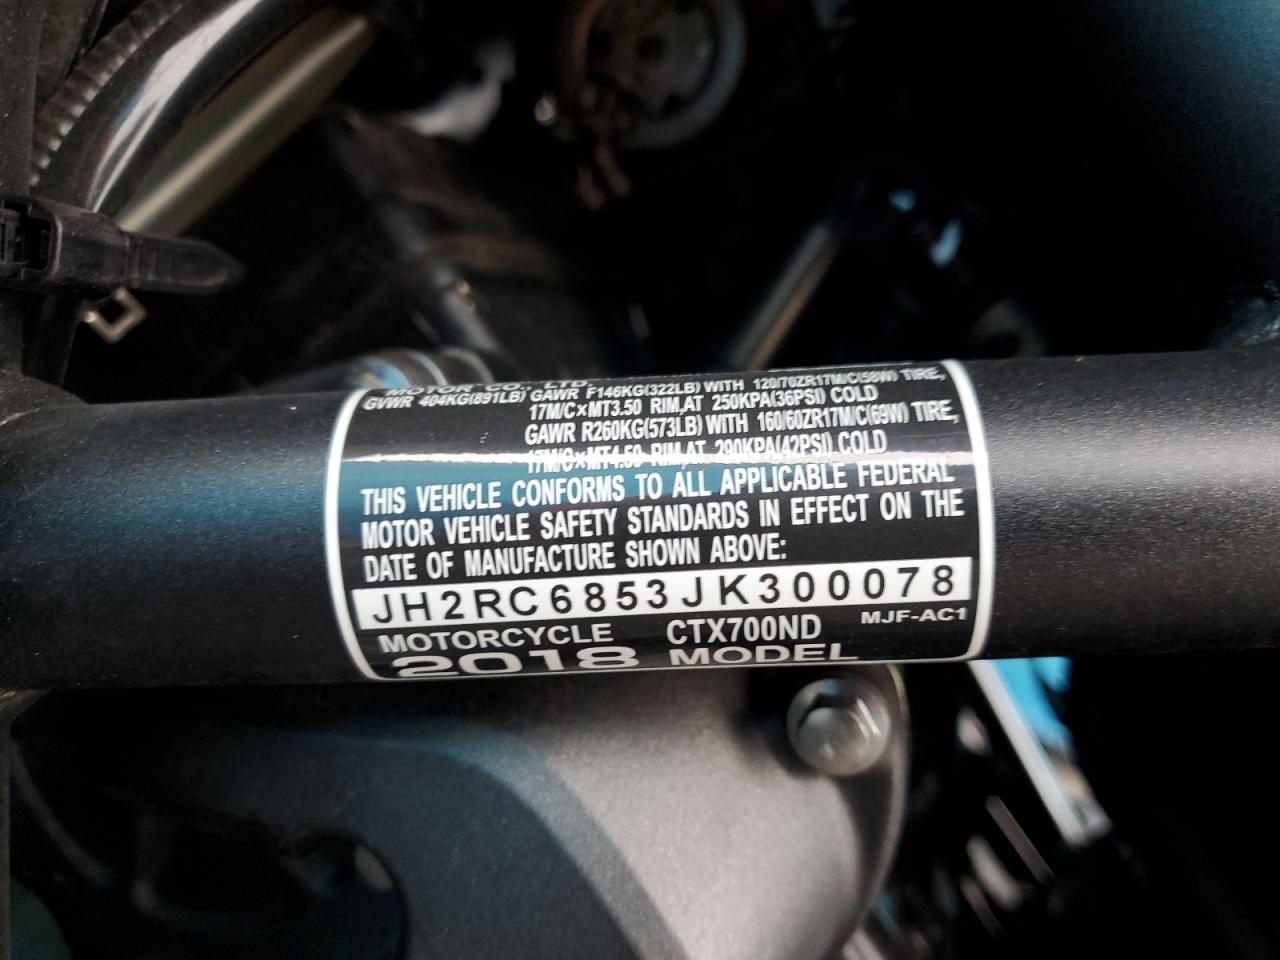 MOTOR CO., LTD.
GVWR 404KG(891LB) GAWR F146KG(322LB) WITH 120/70ZR17M/C(58W) TIRE,
17M/C×MT3.50 RIM,AT 250KPA(36PSI) COLD
GAWR R260KG(573LB) WITH 160/60ZR17M/C(69W) TIRE,
17M/C×MT4.50 RIM,AT 290KPA(42PSI) COLD
THIS VEHICLE CONFORMS TO ALL APPLICABLE FEDERAL
MOTOR VEHICLE SAFETY STANDARDS IN EFFECT ON THE
DATE OF MANUFACTURE SHOWN ABOVE:
JH2RC6853JK300078
MOTORCYCLE CTX700ND MJF-AC1
2018 MODEL